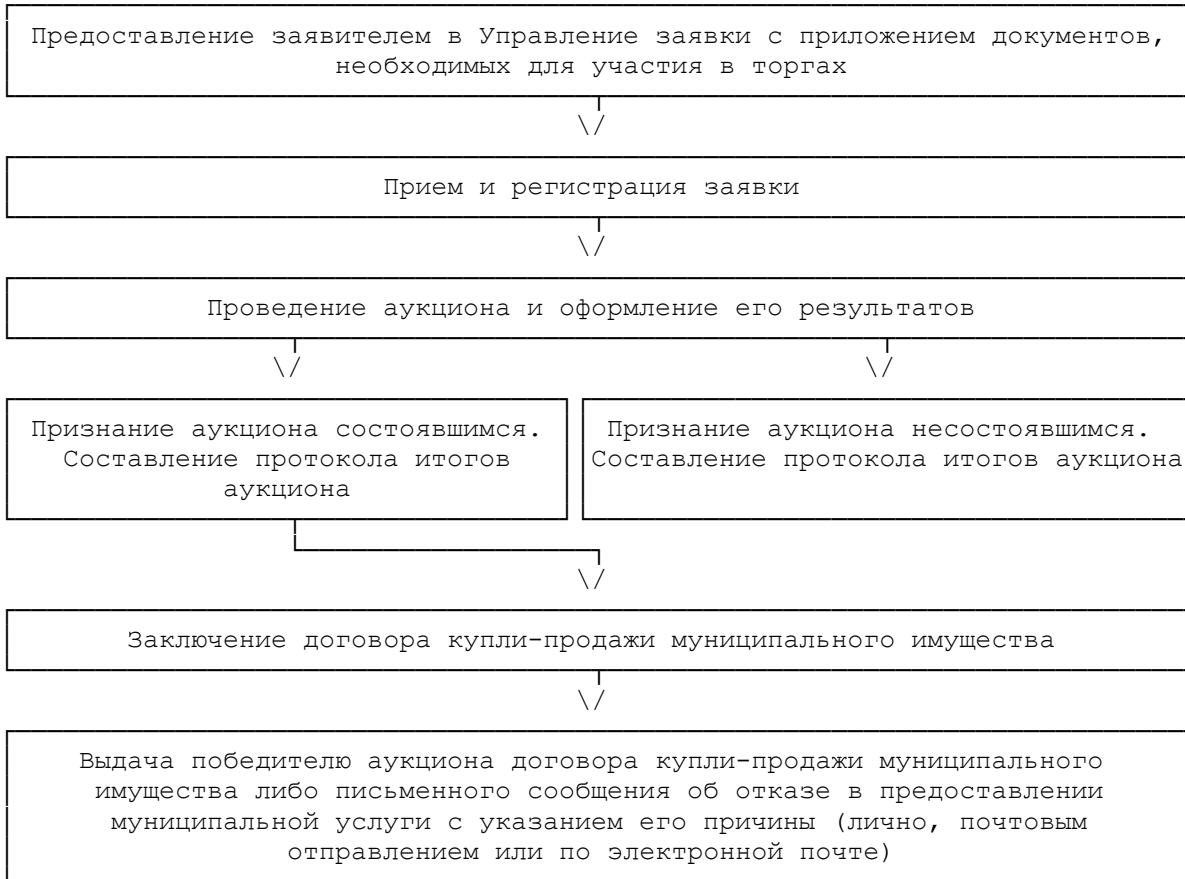 Предоставление заявителем в Управление заявки с приложением документов,
необходимых для участия в торгах
Прием и регистрация заявки
Проведение аукциона и оформление его результатов
Признание аукциона состоявшимся.
Составление протокола итогов
аукциона
Признание аукциона несостоявшимся.
Составление протокола итогов аукциона
Заключение договора купли-продажи муниципального имущества
Выдача победителю аукциона договора купли-продажи муниципального
имущества либо письменного сообщения об отказе в предоставлении
муниципальной услуги с указанием его причины (лично, почтовым
отправлением или по электронной почте)